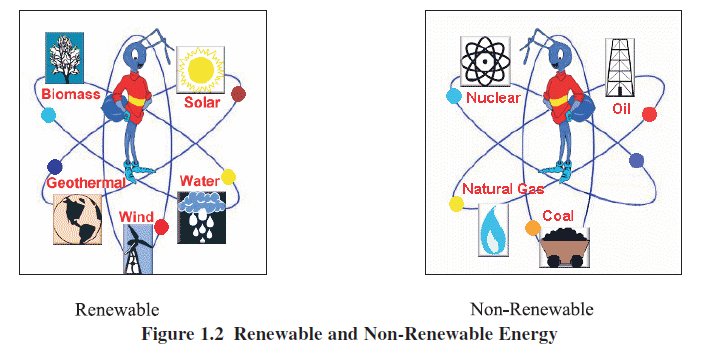 Biomass
Solar
Geothermal
Water
Wind
Nuclear
Oil
Natural Gas
Coal
Renewable
Non-Renewable
Figure 1.2 Renewable and Non-Renewable Energy